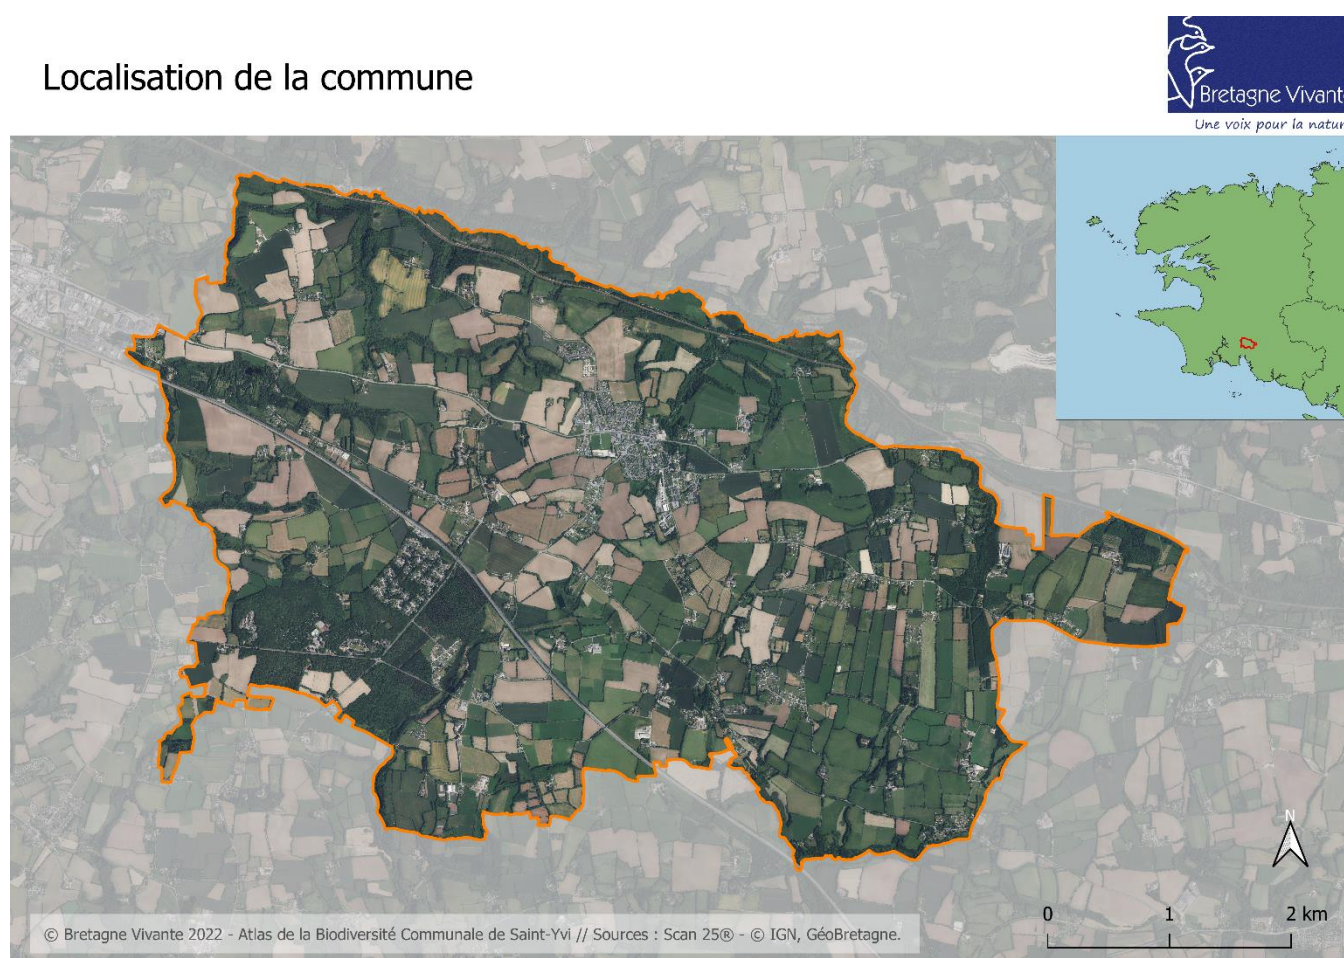 Localisation de la commune
Bretagne Vivant
Une voix pour la natur
N
0 1 2 km
© Bretagne Vivante 2022 - Atlas de la Biodiversité Communale de Saint-Yvi // Sources : Scan 25® - © IGN, GéoBretagne.